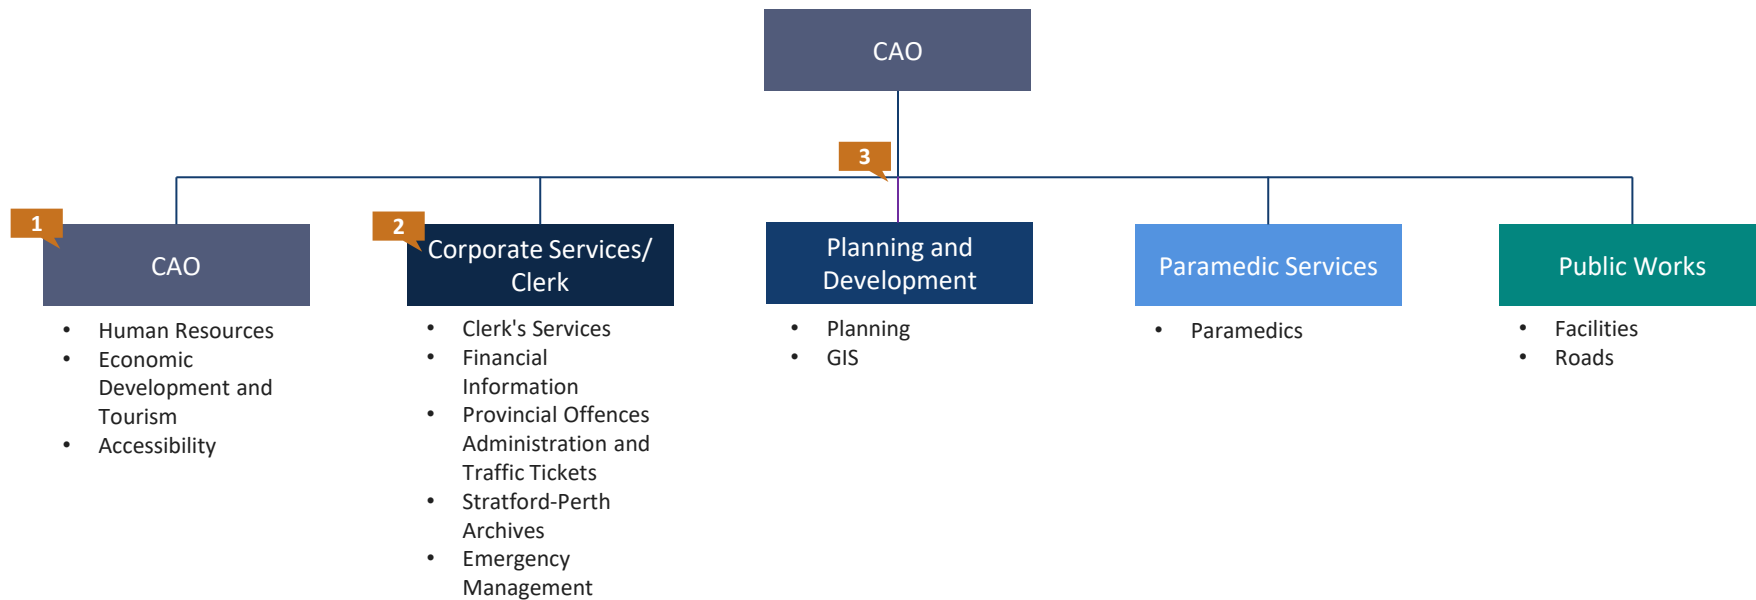 CAO
3
1
CAO
• Human Resources
• Economic
Development and
Tourism
• Accessibility
2
Corporate Services/
Clerk
• Clerk's Services
• Financial
Information
• Provincial Offences
Administration and
Traffic Tickets
• Stratford-Perth
Archives
• Emergency
Management
Planning and
Development
• Planning
• GIS
Paramedic Services
• Paramedics
Public Works
• Facilities
• Roads